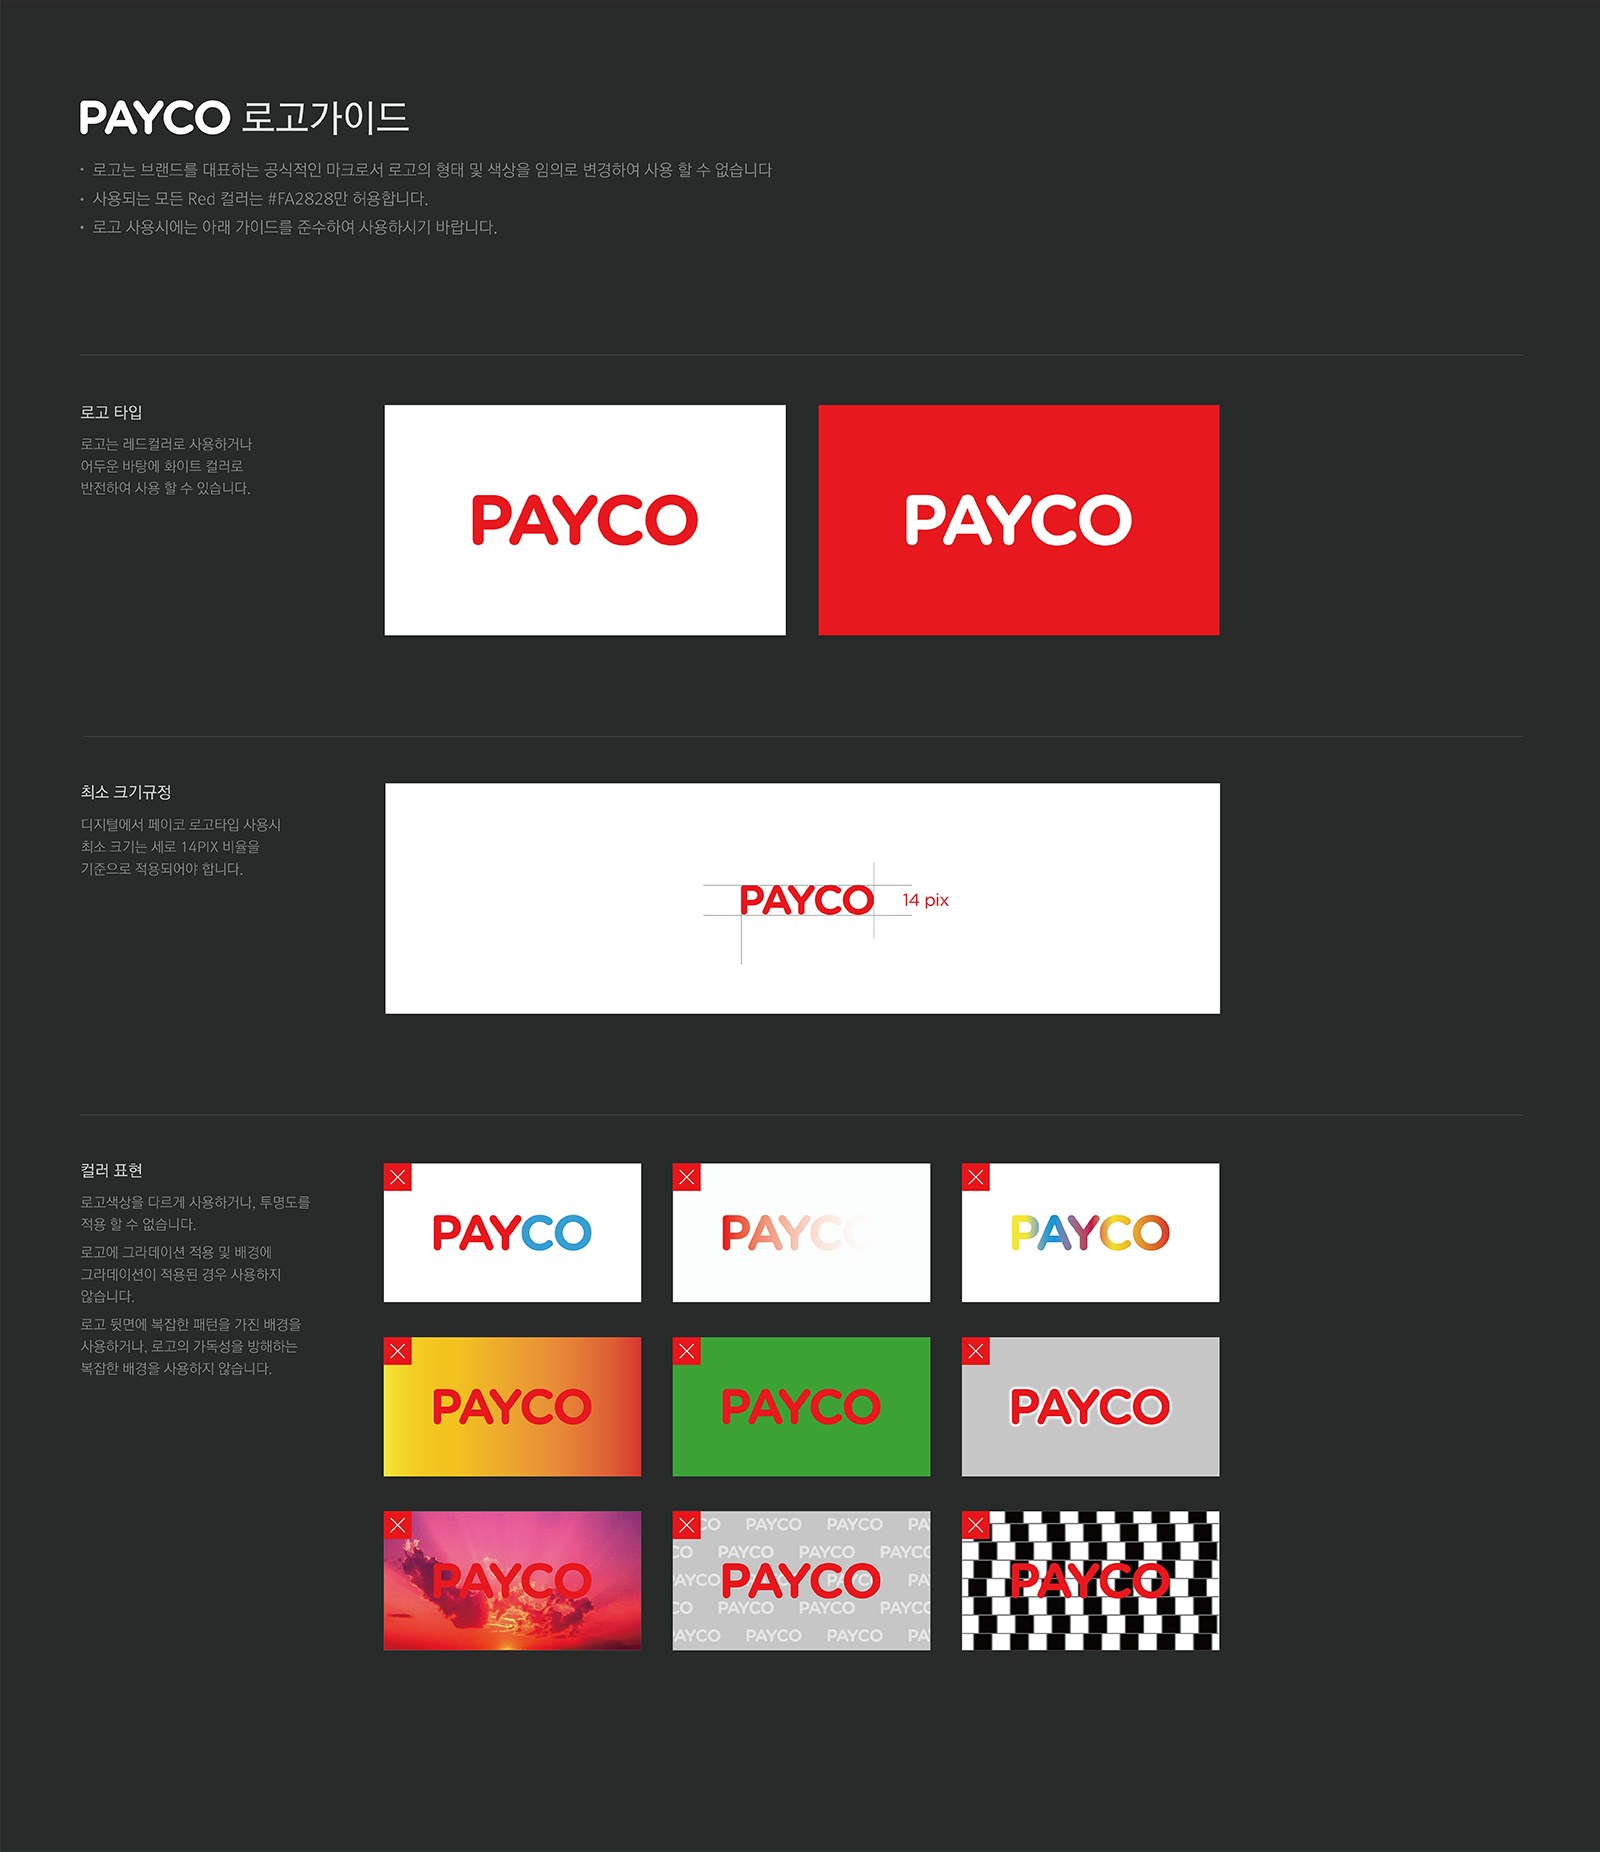 PAYCO 로고가이드
• 로고는 브랜드를 대표하는 공식적인 마크로서 로고의 형태 및 색상을 임의로 변경하여 사용 할 수 없습니다
• 사용되는 모든 Red 컬러는 #FA2828만 허용합니다.
• 로고 사용시에는 아래 가이드를 준수하여 사용하시기 바랍니다.
로고 타입
로고는 레드컬러로 사용하거나
어두운 바탕에 화이트 컬러로
반전하여 사용 할 수 있습니다.
PAYCO
PAYCO
최소 크기규정
디지털에서 페이코 로고타입 사용시
최소 크기는 세로 14PIX 비율을
기준으로 적용되어야 합니다.
PAYCO 14 pix
컬러 표현
로고색상을 다르게 사용하거나, 투명도를
적용 할 수 없습니다.
로고에 그라데이션 적용 및 배경에
그라데이션이 적용된 경우 사용하지
않습니다.
로고 뒷면에 복잡한 패턴을 가진 배경을
사용하거나, 로고의 가독성을 방해하는
복잡한 배경을 사용하지 않습니다.
PAYCO
PAYCO
PAYCO
PAYCO
PAYCO
PAYCO
PAYCO
CO PAYCO PAYCO PA
CO PAYCO PAYCO PAYC
PAYCO
AYCO PA
CO PAYCO PAYCO PAYC
AYCO PAYCO PAYCO PA
PAYCO